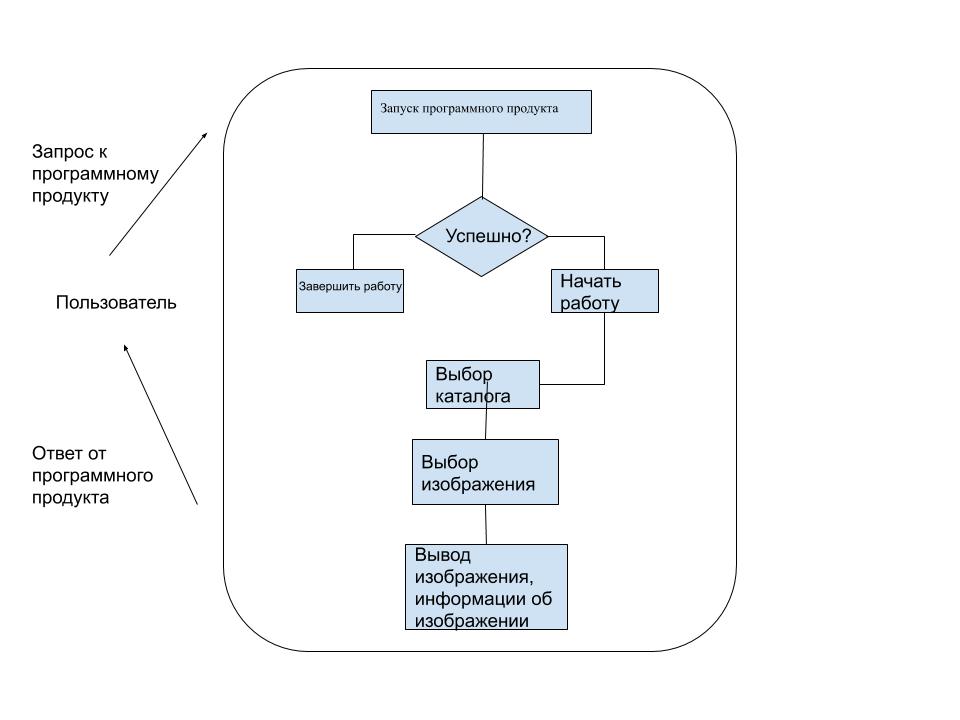 Запуск программного продукта
Запрос к
программному
продукту
Успешно?
Завершить работу
Начать
работу
Пользователь
Выбор
каталога
Ответ от
программного
продукта
Выбор
изображения
Вывод
изображения,
информации об
изображении